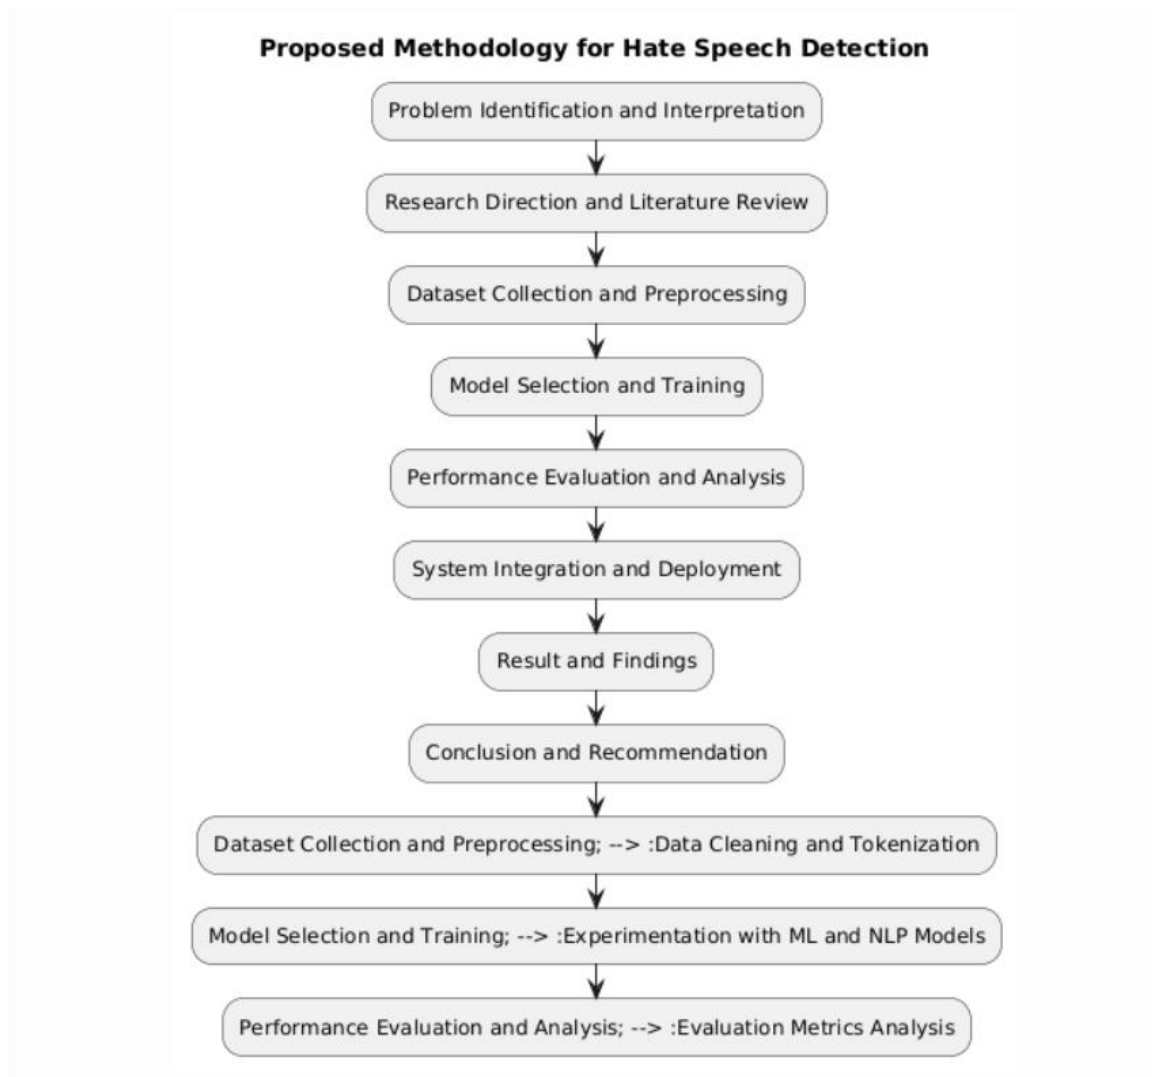 Proposed Methodology for Hate Speech Detection
Problem Identification and Interpretation
Research Direction and Literature Review
Dataset Collection and Preprocessing
Model Selection and Training
Performance Evaluation and Analysis
System Integration and Deployment
Result and Findings
Conclusion and Recommendation
Dataset Collection and Preprocessing; --> :Data Cleaning and Tokenization
Model Selection and Training; --> :Experimentation with ML and NLP Models
Performance Evaluation and Analysis; --> :Evaluation Metrics Analysis